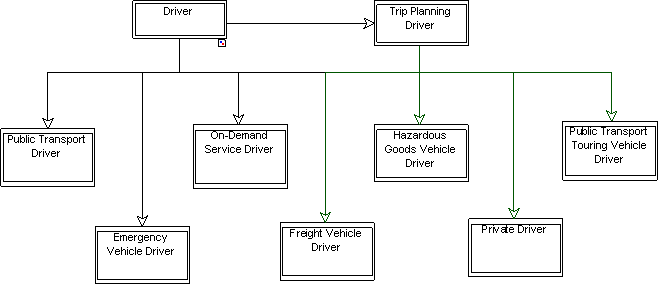 Driver
Trip Planning
Driver
Public Transport
Driver
On-Demand
Service Driver
Hazardous
Goods Vehicle
Driver
Public Transport
Touring Vehicle
Driver
Emergency
Vehicle Driver
Freight Vehicle
Driver
Private Driver